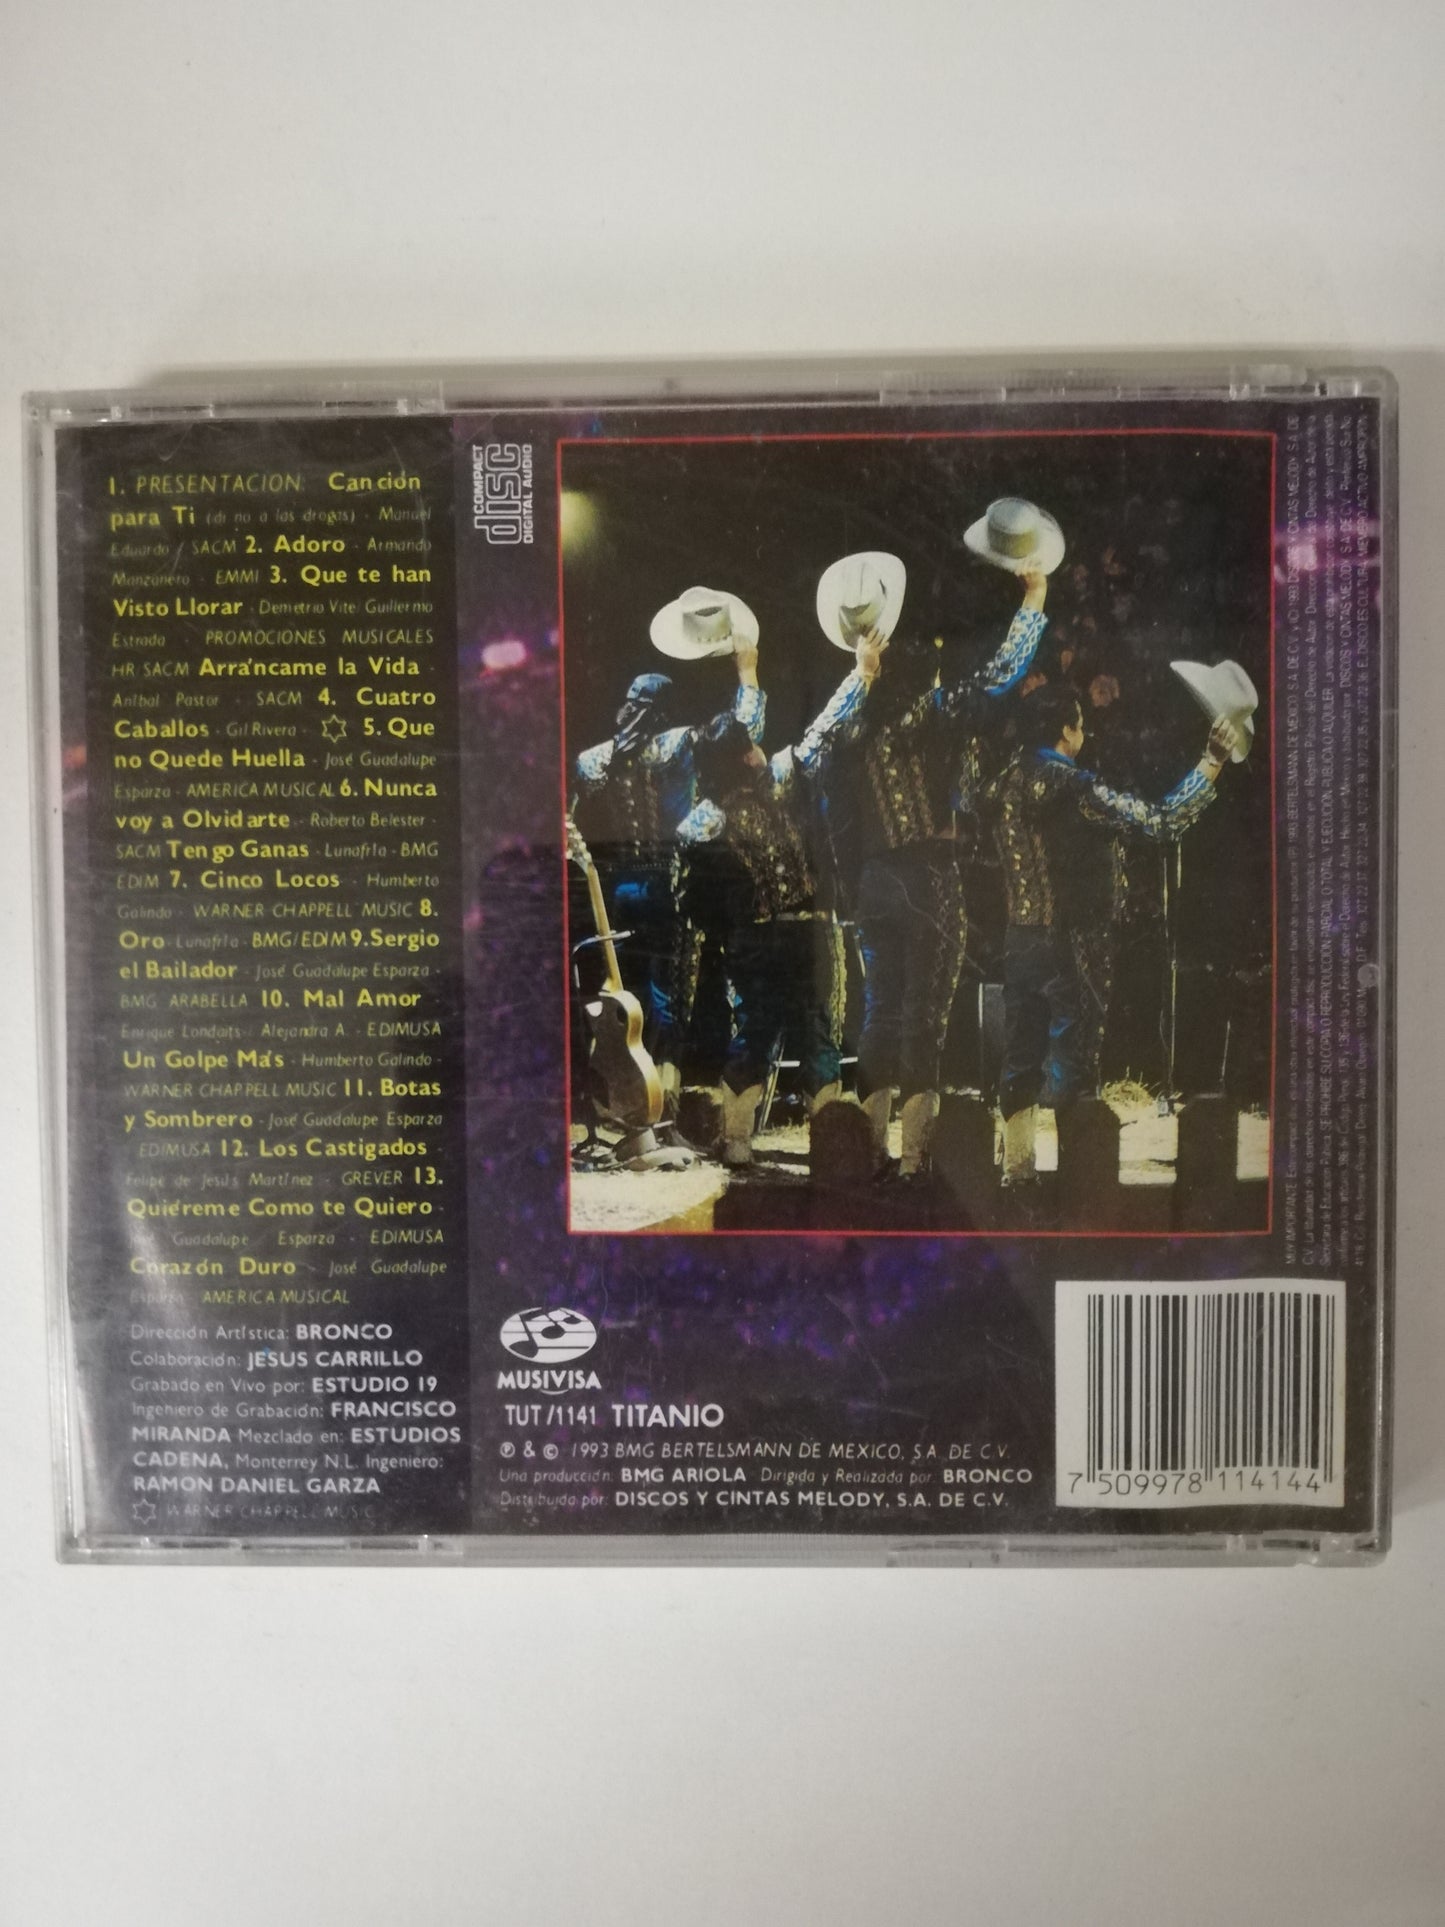 1. PRESENTACION: Canción
para Ti (di no a las drogas) - Manuel
Eduardo / SACM 2. Adoro - Armando
Manzanero - EMMI 3. Que te han
Visto Llorar - Demetrio Vite/ Guillermo
Estrada - PROMOCIONES MUSICALES
HR/SACM Arráncame la Vida -
Aníbal Pastor - SACM 4. Cuatro
Caballos - Gil Rivera - 5. Que
no Quede Huella - José Guadalupe
Esparza - AMERICA MUSICAL 6. Nunca
voy a Olvidarte - Roberto Belester -
SACM Tengo Ganas - Lunafría - BMG
EDIM 7. Cinco Locos - Humberto
Galindo - WARNER CHAPPELL MUSIC 8.
Oro - Lunafría - BMG/EDIM 9. Sergio
el Bailador - José Guadalupe Esparza -
BMG ARABELLA 10. Mal Amor -
Enrique Londaits - Alejandra A. - EDIMUSA
Un Golpe Más - Humberto Galindo -
WARNER CHAPPELL MUSIC 11. Botas
y Sombrero - José Guadalupe Esparza
EDIMUSA 12. Los Castigados -
Felipe de Jesús Martínez - GREVER 13.
Quiéreme Como te Quiero -
José Guadalupe Esparza - EDIMUSA
Corazón Duro - José Guadalupe
Esparza AMERICA MUSICAL
Dirección Artística: BRONCO
Colaboración: JESUS CARRILLO
Grabado en Vivo por: ESTUDIO 19
Ingeniero de Grabación: FRANCISCO
MIRANDA Mezclado en: ESTUDIOS
CADENA, Monterrey N.L. Ingeniero:
RAMON DANIEL GARZA
WARNER CHAPPELL MUSIC
COMPACT
disc
DIGITAL AUDIO
MUSIVISA
TUT/1141 TITANIO
℗ & © 1993 BMG BERTELSMANN DE MEXICO, S.A. DE C.V.
Una producción: BMG ARIOLA Dirigida y Realizada por: BRONCO
Distribuida por: DISCOS Y CINTAS MELODY, S.A. DE C.V.
7 509978 114144